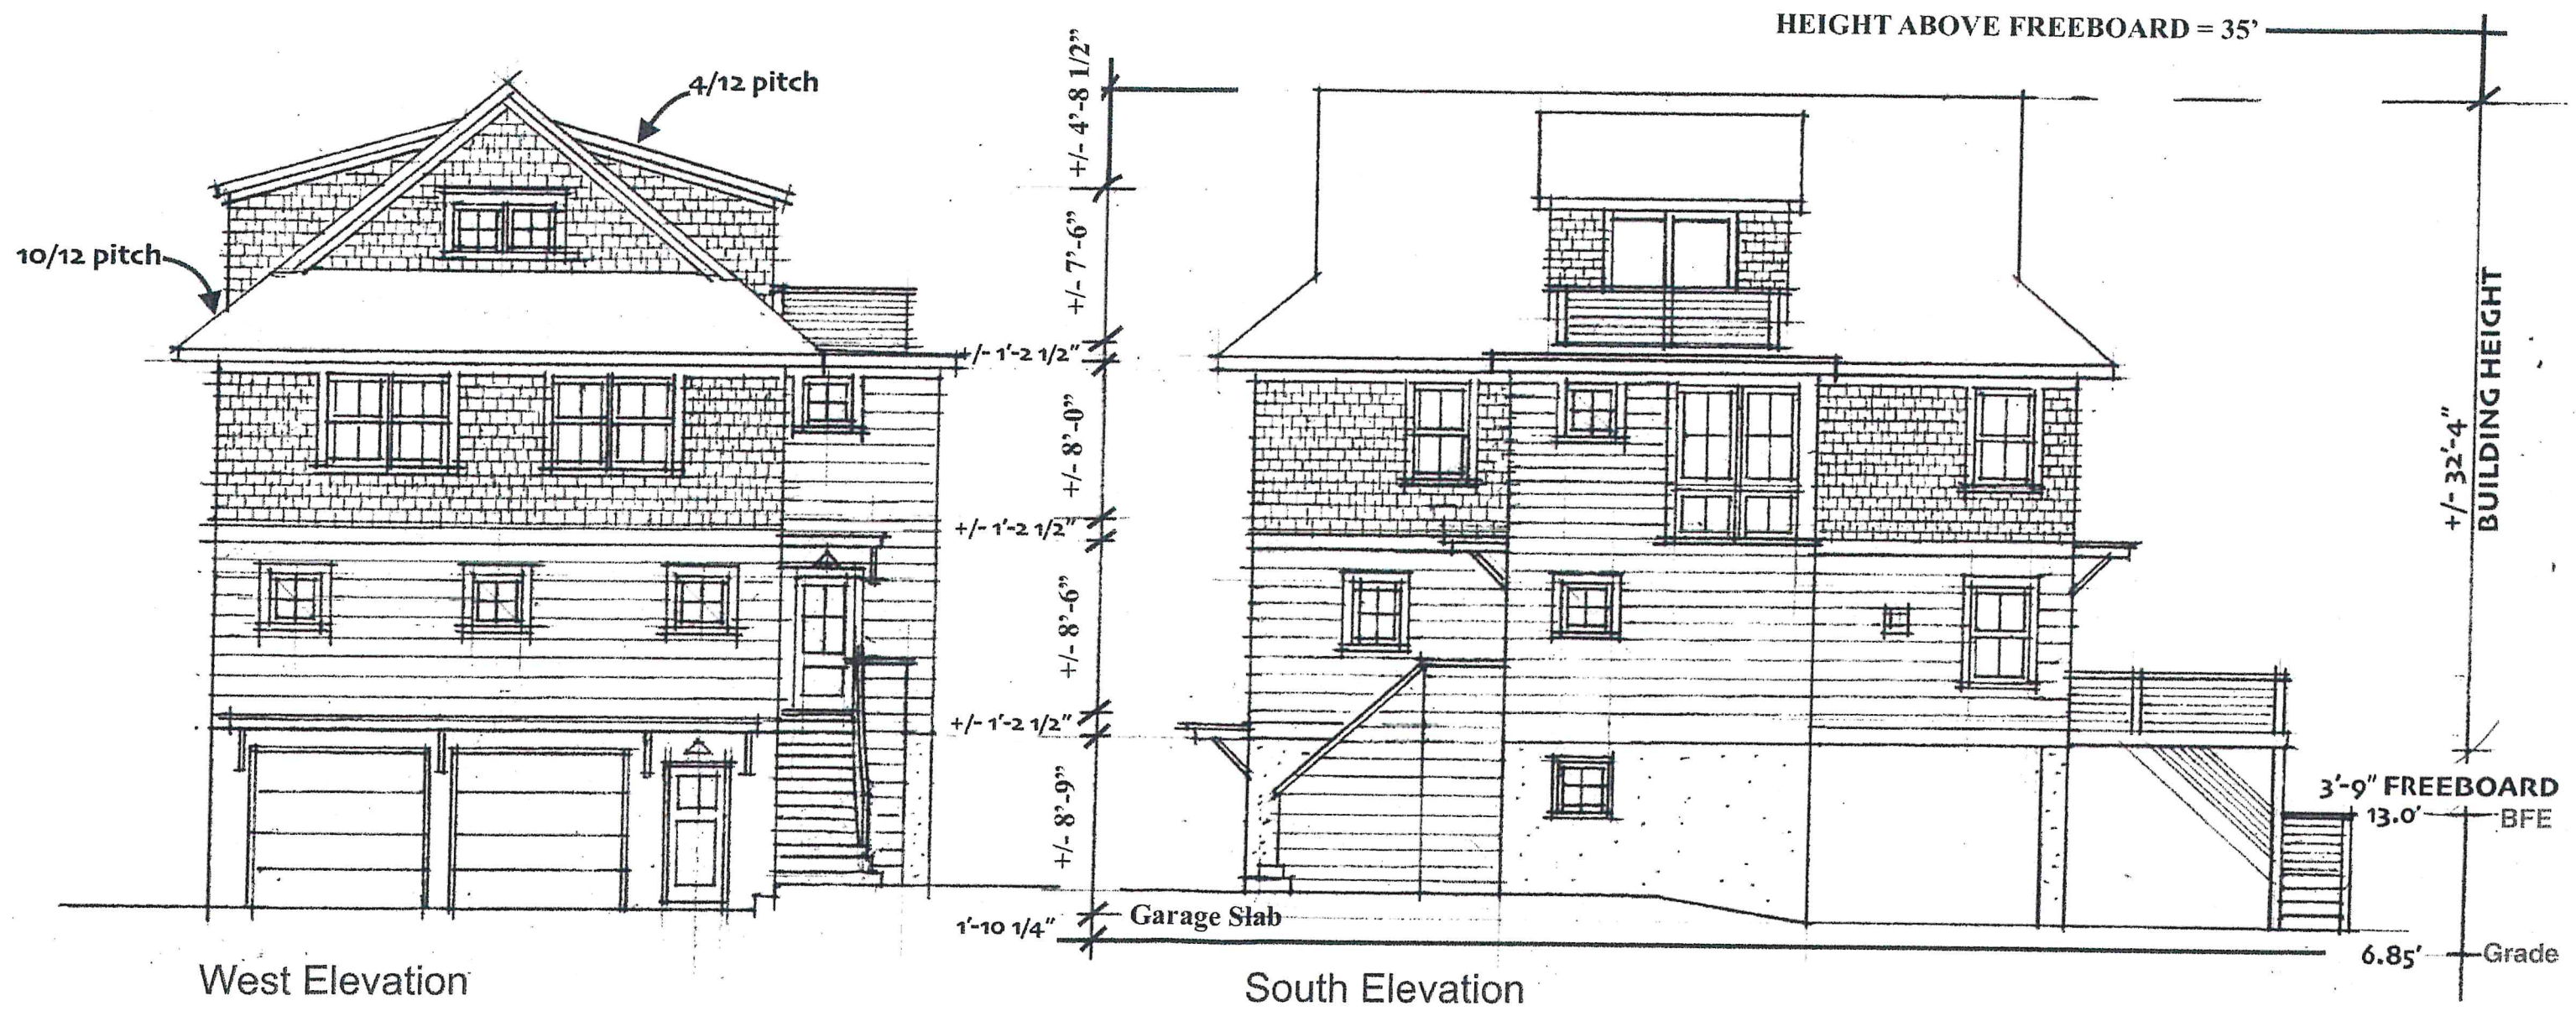 HEIGHT ABOVE FREEBOARD = 35’
4/12 pitch
10/12 pitch
+/- 4’-8 1/2”
+/- 7’-6”
+/- 1’-2 1/2”
+/- 8’-0”
+/- 1’-2 1/2”
+/- 8’-6”
+/- 1’-2 1/2”
+/- 8’-9”
1’-10 1/4”
Garage Slab
+/- 32’-4”
BUILDING HEIGHT
3’-9” FREEBOARD
13.0’ BFE
6.85’ Grade
West Elevation
South Elevation